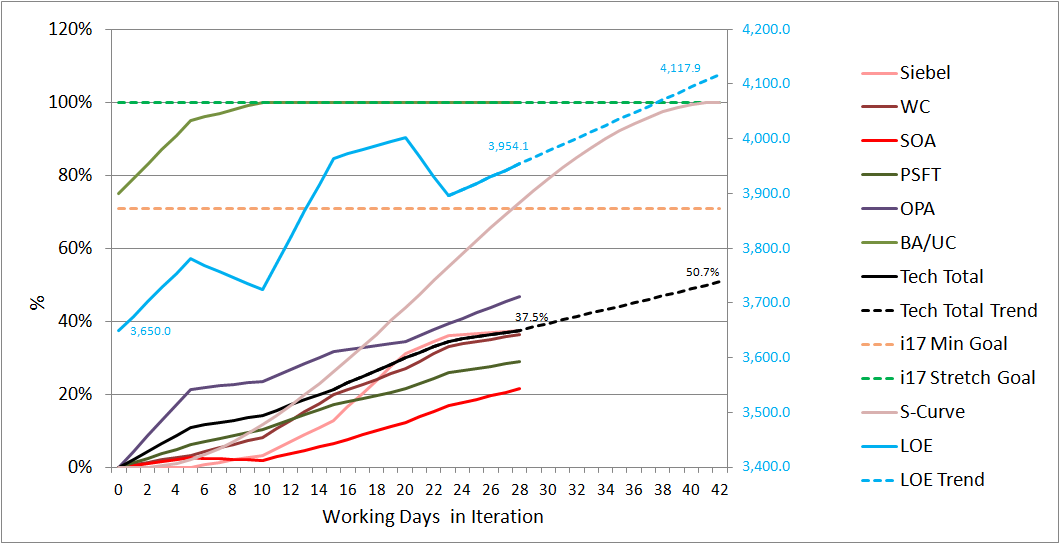 120%
100%
80%
60%
40%
20%
0%
%
4,200.0
4,100.0
4,000.0
3,900.0
3,800.0
3,700.0
3,600.0
3,500.0
3,400.0
4,117.9
3,954.1
3,650.0
50.7%
37.5%
0 2 4 6 8 10 12 14 16 18 20 22 24 26 28 30 32 34 36 38 40 42
Working Days in Iteration
Siebel
WC
SOA
PSFT
OPA
BA/UC
Tech Total
Tech Total Trend
i17 Min Goal
i17 Stretch Goal
S-Curve
LOE
LOE Trend